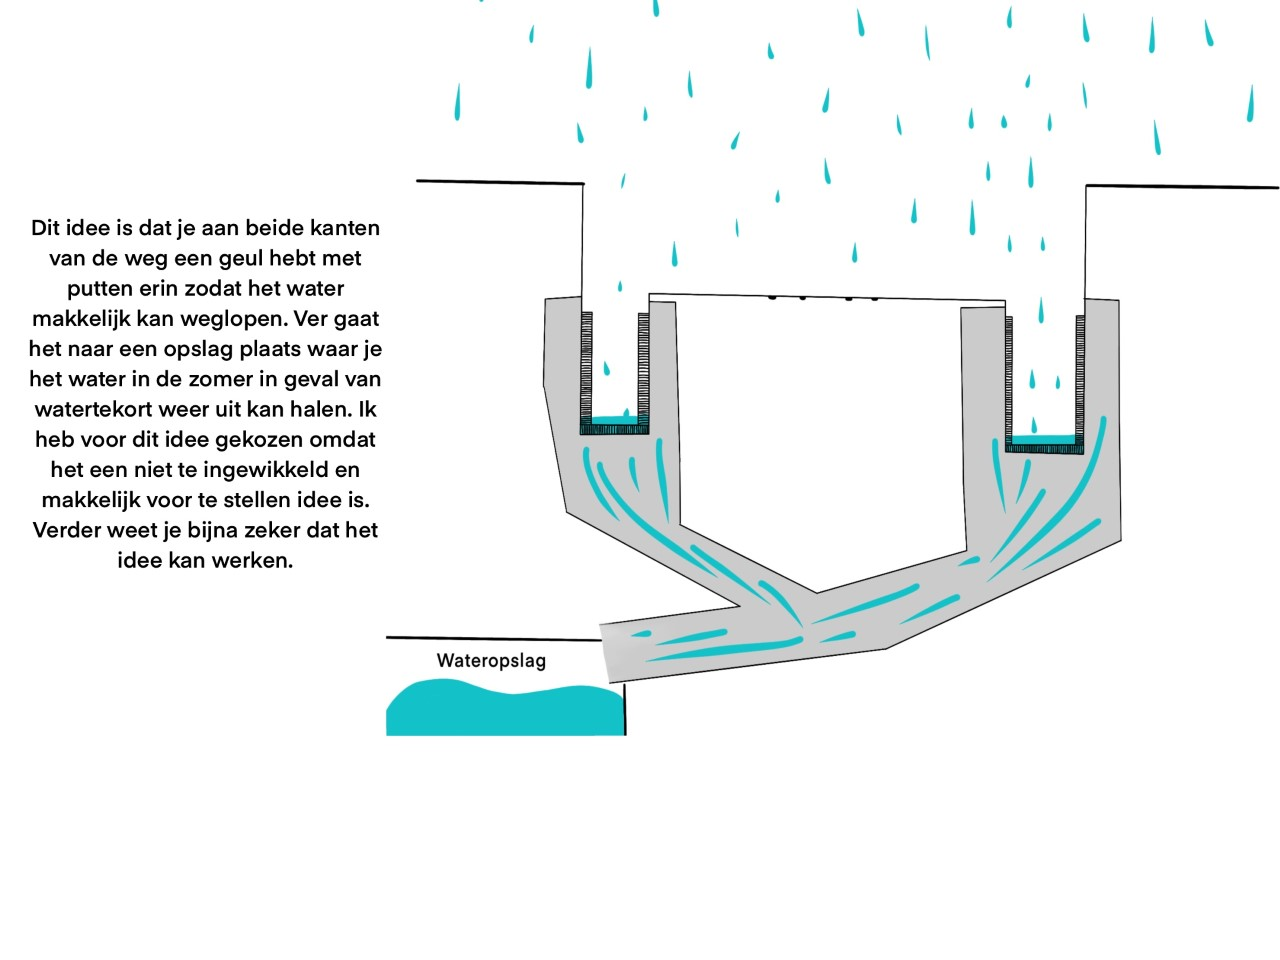 Dit idee is dat je aan beide kanten
van de weg een geul hebt met
putten erin zodat het water
makkelijk kan weglopen. Ver gaat
het naar een opslag plaats waar je
het water in de zomer in geval van
watertekort weer uit kan halen. Ik
heb voor dit idee gekozen omdat
het een niet te ingewikkeld en
makkelijk voor te stellen idee is.
Verder weet je bijna zeker dat het
idee kan werken.
Wateropslag